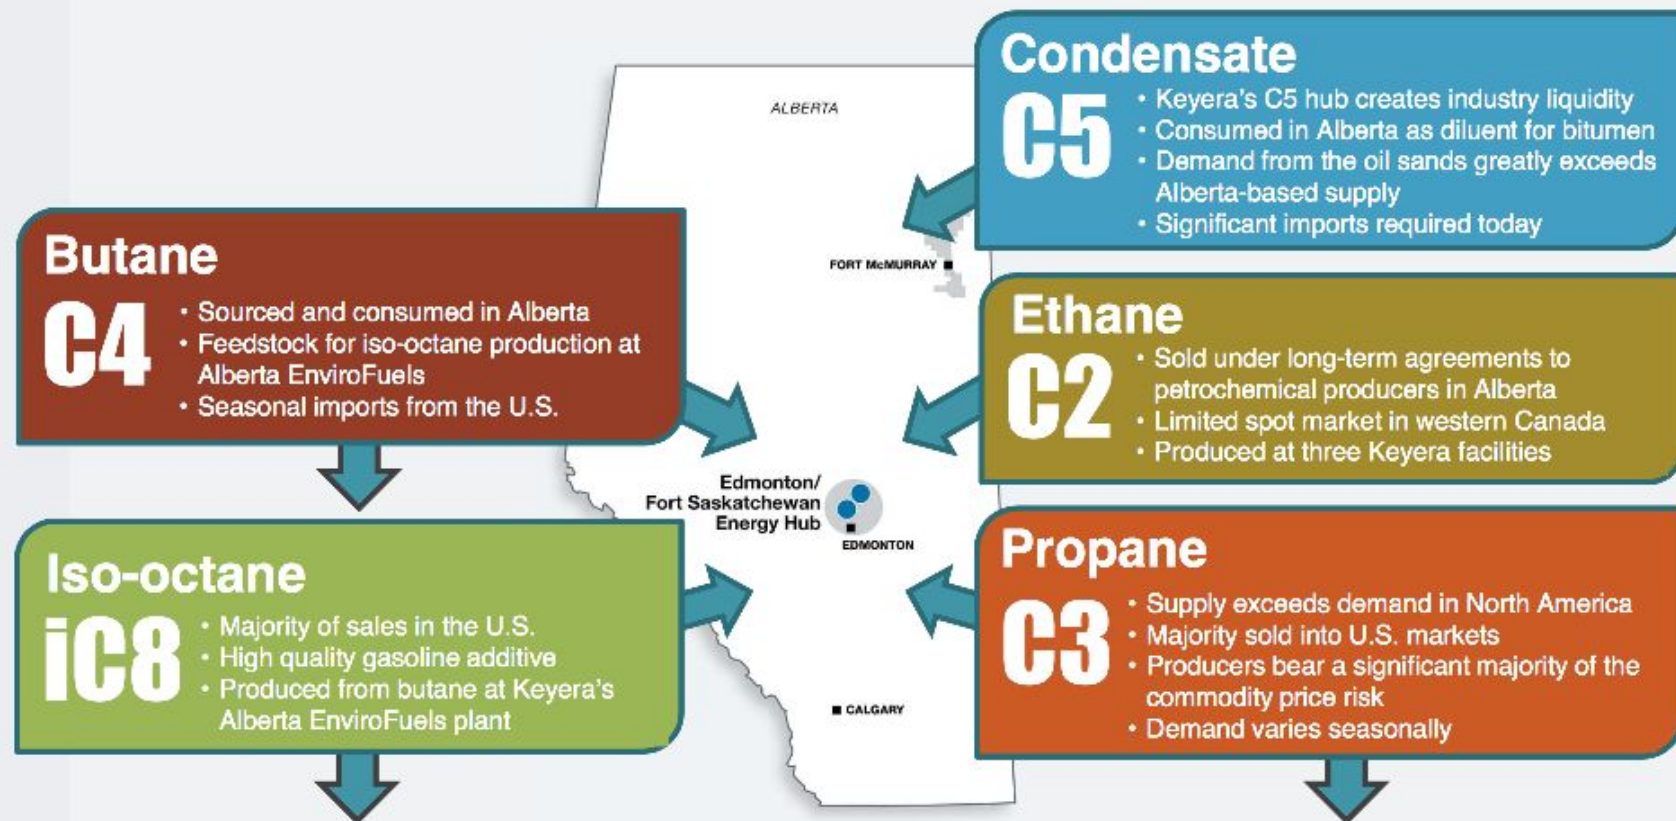 ALBERTA
Condensate
C5
• Keyera's C5 hub creates industry liquidity
• Consumed in Alberta as diluent for bitumen
• Demand from the oil sands greatly exceeds
Alberta-based supply
• Significant imports required today
Butane
C4
• Sourced and consumed in Alberta
• Feedstock for iso-octane production at
Alberta EnviroFuels
• Seasonal imports from the U.S.
FORT McMURRAY
Ethane
C2
• Sold under long-term agreements to
petrochemical producers in Alberta
• Limited spot market in western Canada
• Produced at three Keyera facilities
Edmonton/
Fort Saskatchewan
Energy Hub
EDMONTON
Iso-octane
iC8
• Majority of sales in the U.S.
• High quality gasoline additive
• Produced from butane at Keyera's
Alberta EnviroFuels plant
Propane
C3
• Supply exceeds demand in North America
• Majority sold into U.S. markets
• Producers bear a significant majority of the
commodity price risk
• Demand varies seasonally
CALGARY